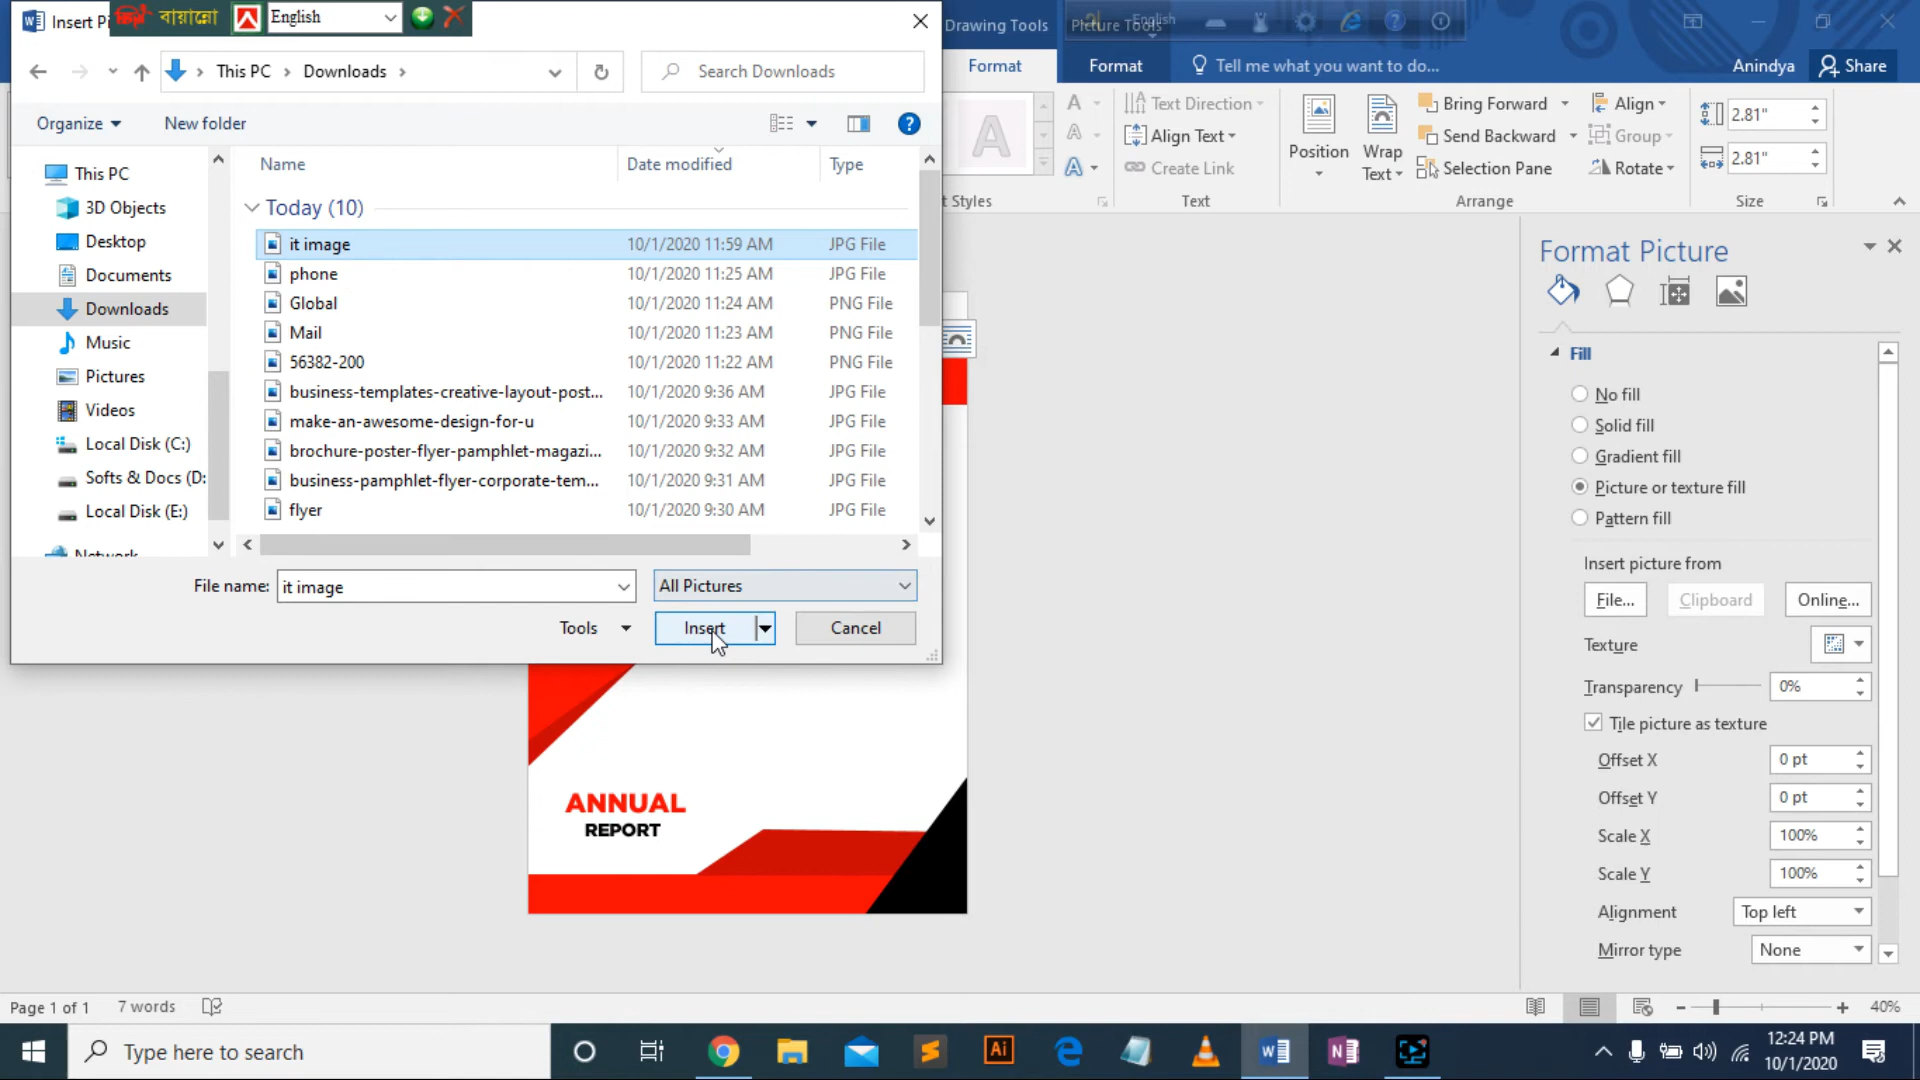 Insert Pi
বায়ান্নো
English
Drawing Tools
Picture Tools
English
This PC
Downloads
Search Downloads
Format
Format
Tell me what you want to do...
Anindya
Share
Organize
New folder
Text Direction
Align Text
Create Link
Text
Styles
Position
Wrap
Text
Bring Forward
Send Backward
Selection Pane
Align
Group
Rotate
Arrange
2.81"
2.81"
Size
Name
Date modified
Type
This PC
3D Objects
Desktop
Documents
Downloads
Music
Pictures
Videos
Local Disk (C:)
Softs & Docs (D:
Local Disk (E:)
Network
Today (10)
it image 10/1/2020 11:59 AM JPG File
phone 10/1/2020 11:25 AM JPG File
Global 10/1/2020 11:24 AM PNG File
Mail 10/1/2020 11:23 AM PNG File
56382-200 10/1/2020 11:22 AM PNG File
business-templates-creative-layout-post... 10/1/2020 9:36 AM JPG File
make-an-awesome-design-for-u 10/1/2020 9:33 AM JPG File
brochure-poster-flyer-pamphlet-magazi... 10/1/2020 9:32 AM JPG File
business-pamphlet-flyer-corporate-tem... 10/1/2020 9:31 AM JPG File
flyer 10/1/2020 9:30 AM JPG File
File name: it image
All Pictures
Tools
Insert
Cancel
ANNUAL
REPORT
Format Picture
Fill
No fill
Solid fill
Gradient fill
Picture or texture fill
Pattern fill
Insert picture from
File...
Clipboard
Online...
Texture
Transparency 0%
Tile picture as texture
Offset X 0 pt
Offset Y 0 pt
Scale X 100%
Scale Y 100%
Alignment Top left
Mirror type None
Page 1 of 1
7 words
40%
Type here to search
Ai
12:24 PM
10/1/2020